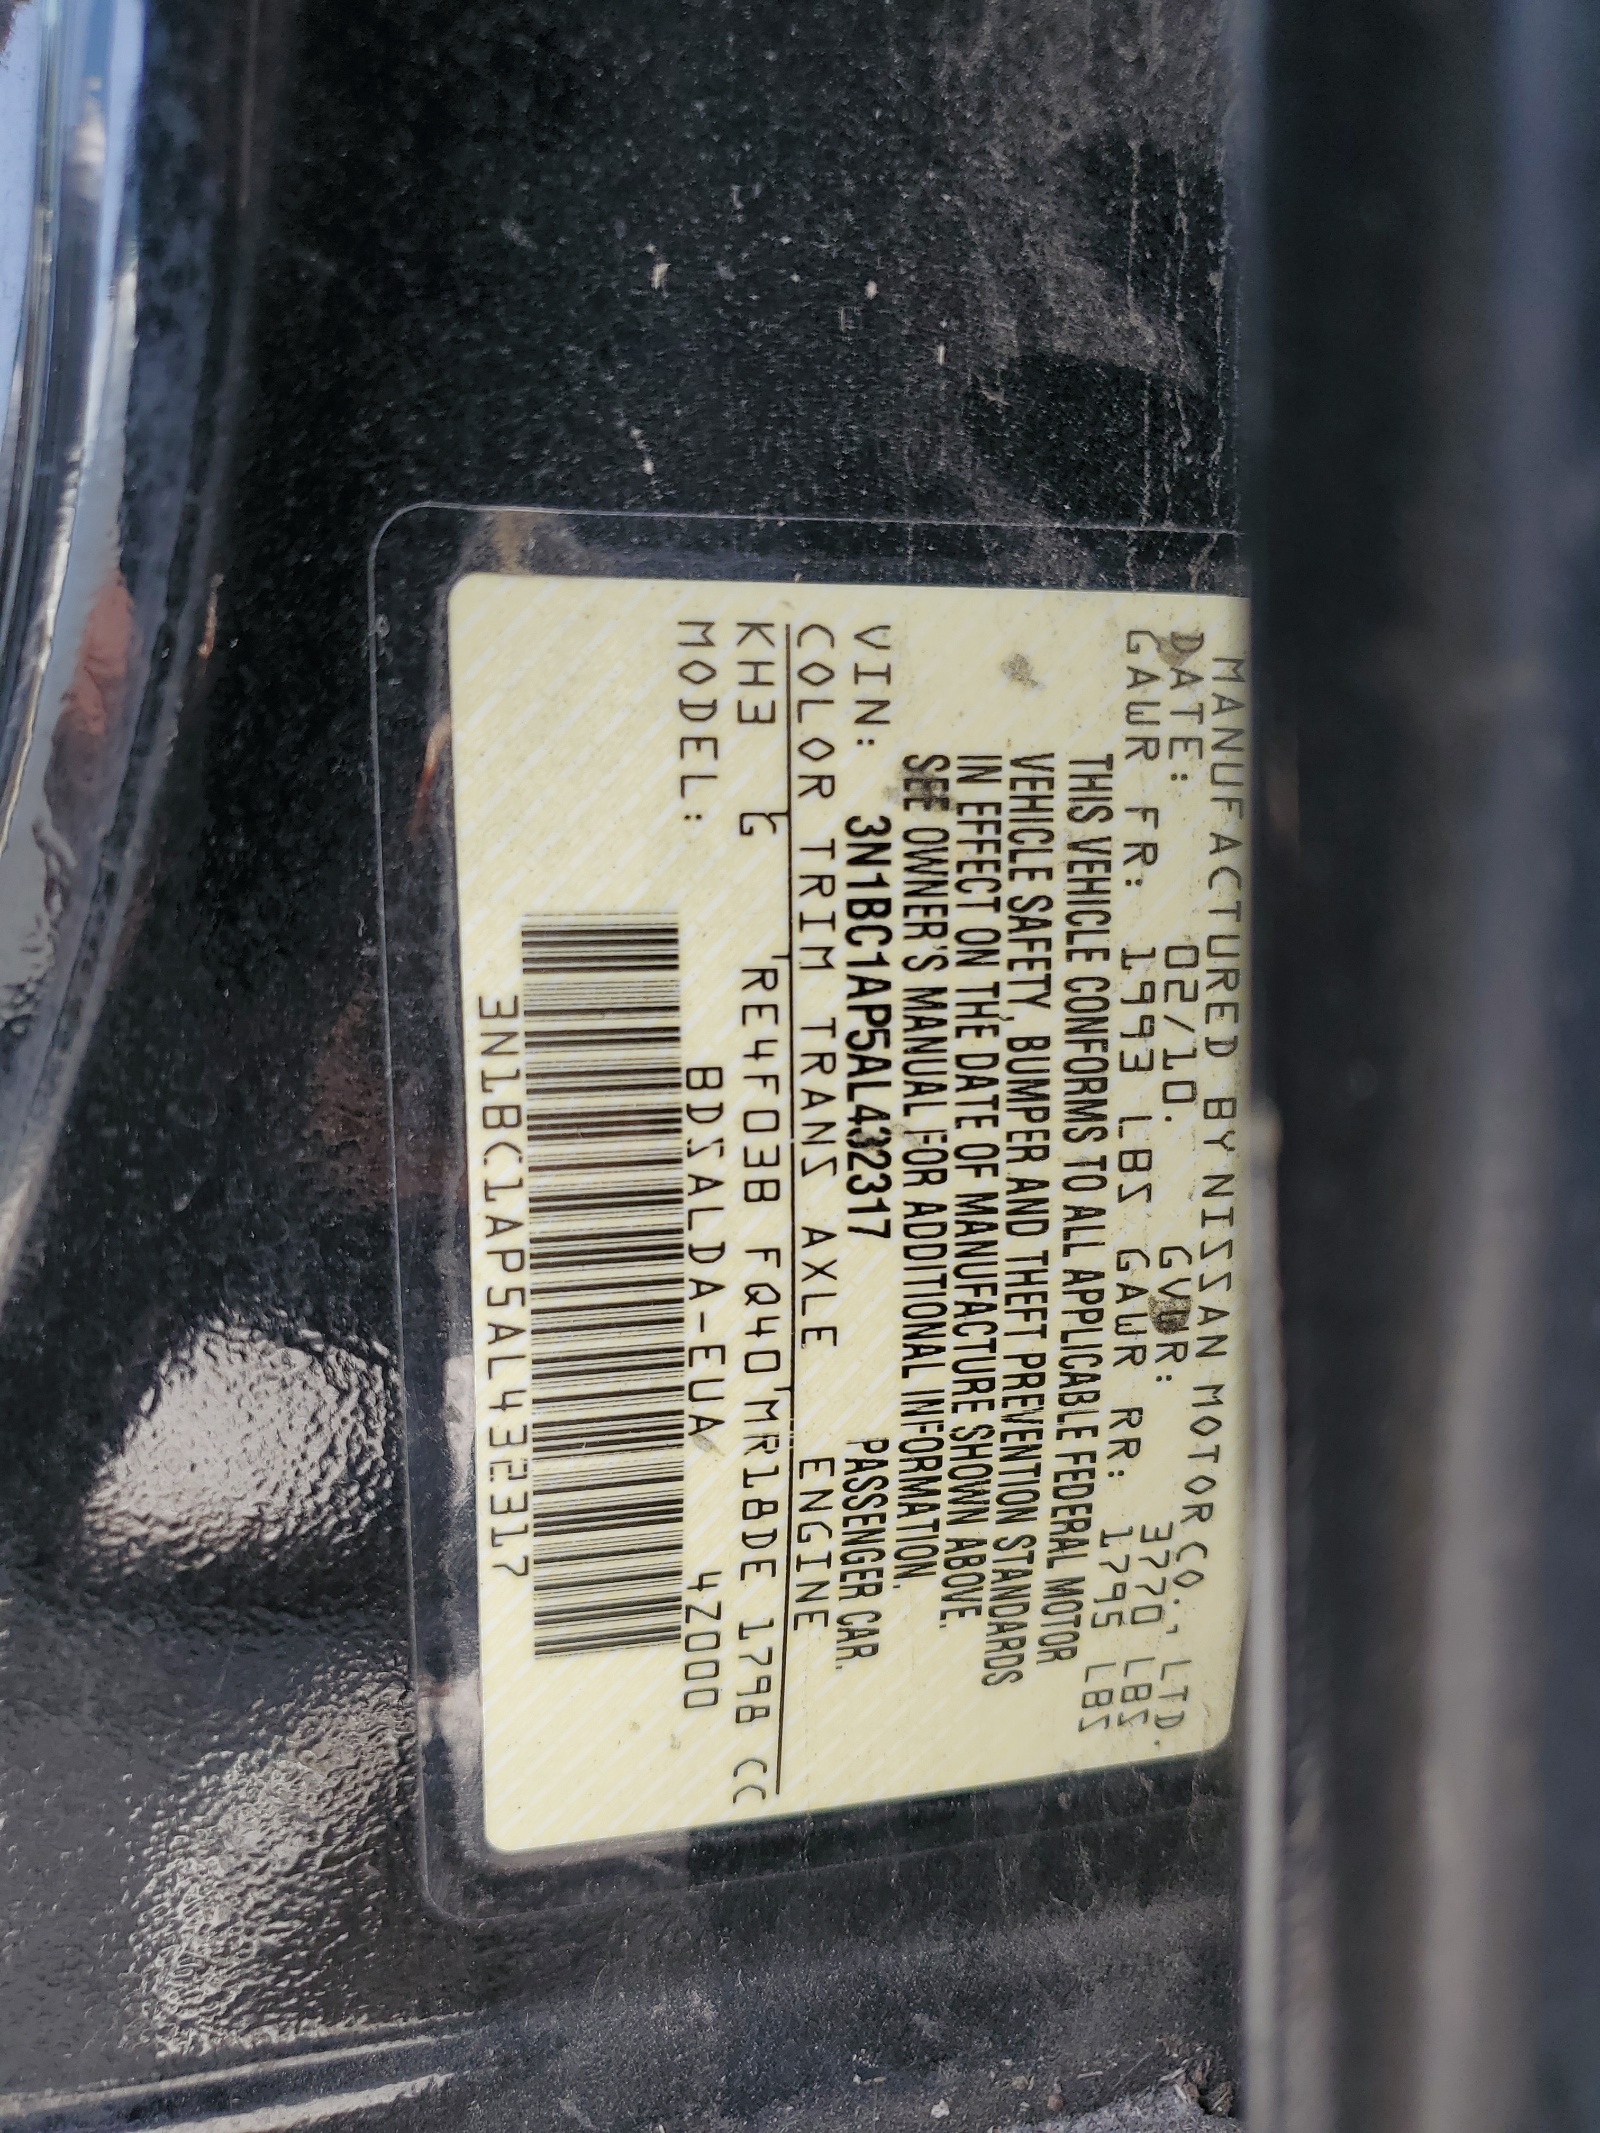 MANUFACTURED BY NISSAN MOTOR CO., LTD.
DATE: 02/10. GVWR: 3770 LBS.
GAWR FR: 1993 LBS GAWR RR: 1795 LBS
THIS VEHICLE CONFORMS TO ALL APPLICABLE FEDERAL MOTOR
VEHICLE SAFETY, BUMPER AND THEFT PREVENTION STANDARDS
IN EFFECT ON THE DATE OF MANUFACTURE SHOWN ABOVE.
SEE OWNER'S MANUAL FOR ADDITIONAL INFORMATION.
VIN: 3N1BC1AP5AL432317 PASSENGER CAR.
COLOR TRIM TRANS AXLE ENGINE
KH3 G RE4F03B FQ40 MR18DE 1798 CC
MODEL: BDSALDA-EUA 4Z000
3N1BC1AP5AL432317